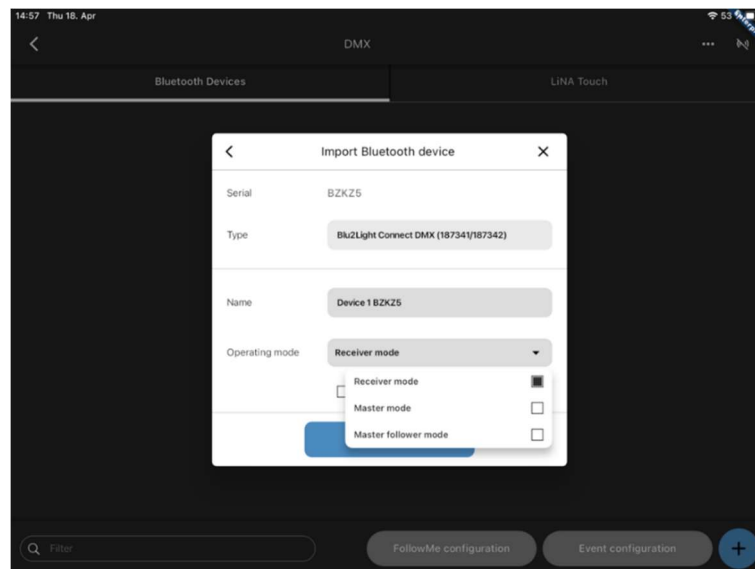 14:57 Thu 18. Apr
53
DMX
Bluetooth Devices
LiNA Touch
Import Bluetooth device
Serial
BZKZ5
Type
Blu2Light Connect DMX (187341/187342)
Name
Device 1 BZKZ5
Operating mode
Receiver mode
Receiver mode
Master mode
Master follower mode
Filter
FollowMe configuration
Event configuration